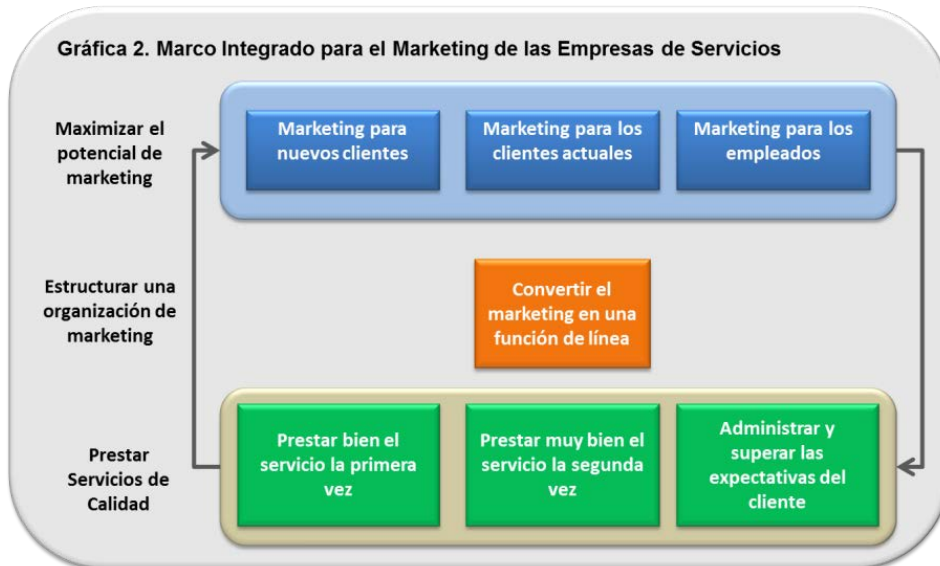 Gráfica 2. Marco Integrado para el Marketing de las Empresas de Servicios
Maximizar el
potencial de
marketing
Marketing para
nuevos clientes
Marketing para los
clientes actuales
Marketing para los
empleados
Estructurar una
organización de
marketing
Convertir el
marketing en una
función de línea
Prestar
Servicios de
Calidad
Prestar bien el
servicio la primera
vez
Prestar muy bien el
servicio la segunda
vez
Administrar y
superar las
expectativas del
cliente